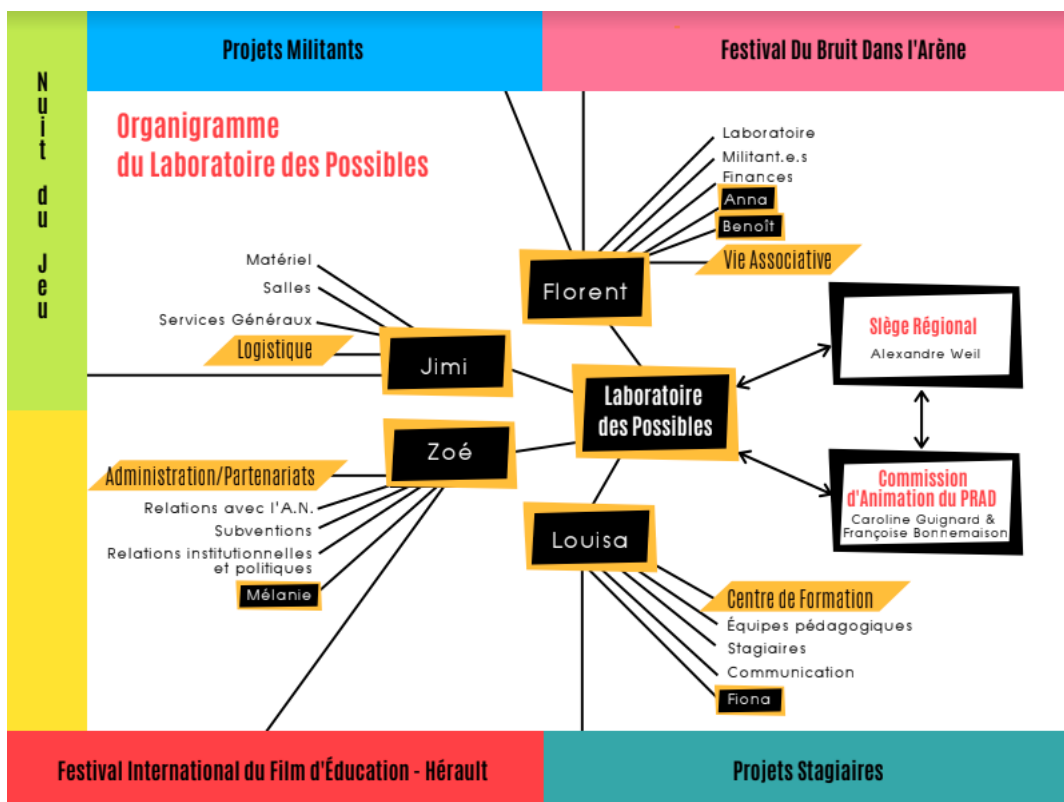 Projets Militants
Festival Du Bruit Dans l'Arène
Nuit du Jeu
Organigramme
du Laboratoire des Possibles
Laboratoire
Militant.e.s
Finances
Anna
Benoît
Vie Associative
Florent
Matériel
Salles
Services Généraux
Logistique
Jimi
SIège Régional
Alexandre Weil
Laboratoire
des Possibles
Zoé
Administration/Partenariats
Relations avec l'A.N.
Subventions
Relations institutionnelles
et politiques
Mélanie
Commission
d'Animation du PRAD
Caroline Guignard &
Françoise Bonnemaison
Louisa
Centre de Formation
Équipes pédagogiques
Stagiaires
Communication
Fiona
Festival International du Film d'Éducation - Hérault
Projets Stagiaires